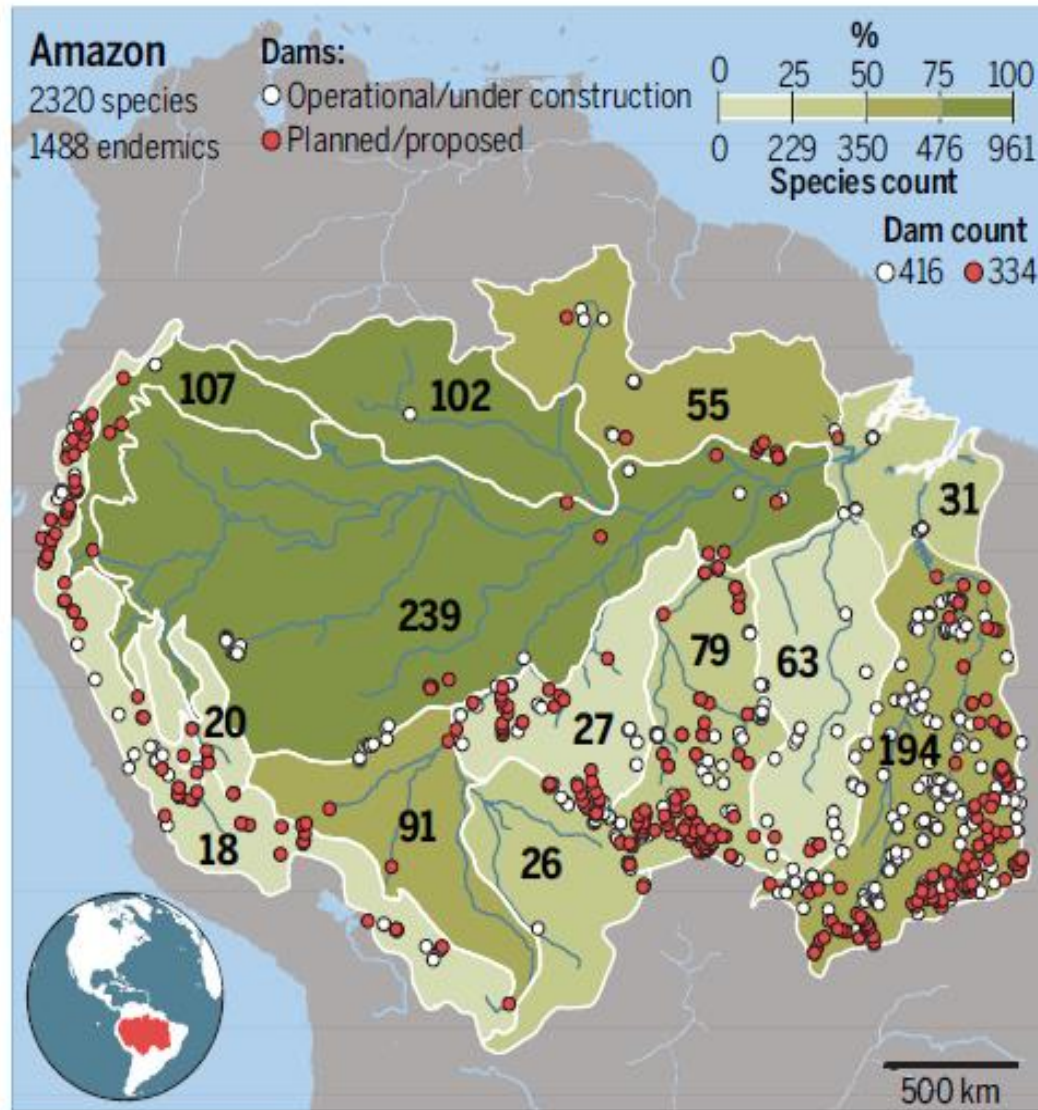 Amazon
2320 species
1488 endemics
Dams:
Operational/under construction
Planned/proposed
%
0 25 50 75 100
0 229 350 476 961
Species count
Dam count
416 334
107
102
55
31
239
79
63
20
27
194
91
18
26
500 km